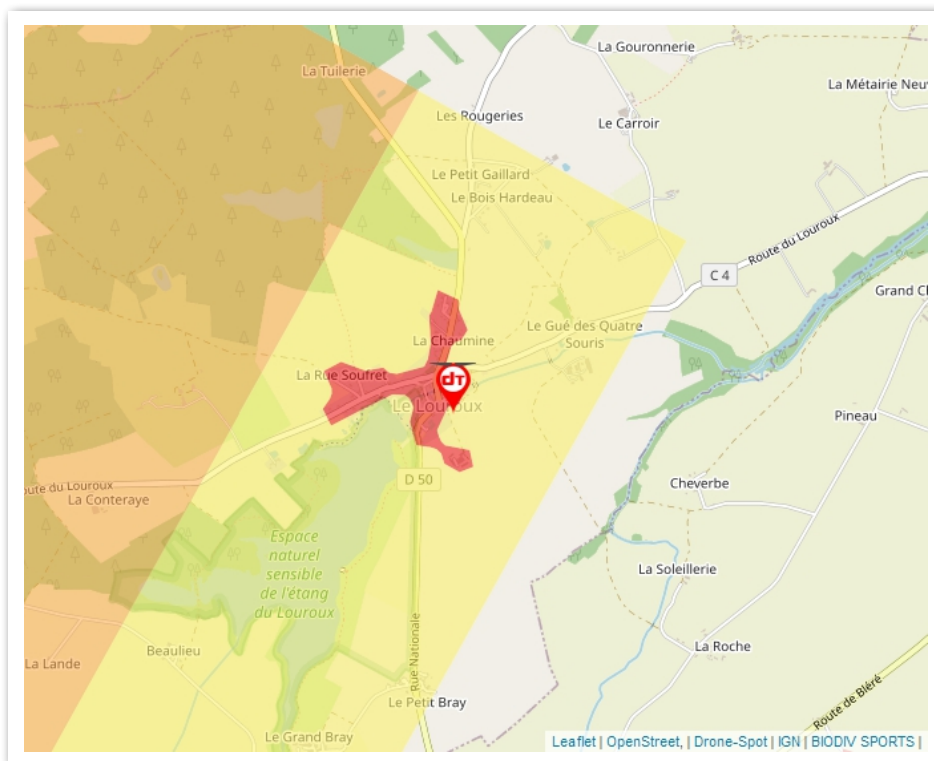 La Gouronnerie
La Tuilerie
La Métairie Neuv
Les Rougeries
Le Carroir
Le Petit Gaillard
Le Bois Hardeau
Route du Louroux
C 4
Grand Ch
Le Gué des Quatre
Souris
La Chaumine
La Rue Soufret
DT
Le Louroux
Pineau
D 50
Cheverbe
oute du Louroux
La Conteraye
Espace
naturel
sensible
de l'étang
du Louroux
La Soleillerie
Rue Nationale
La Roche
Beaulieu
La Lande
Le Petit Bray
Route de Bléré
Le Grand Bray
Leaflet | OpenStreet, | Drone-Spot | IGN | BIODIV SPORTS |